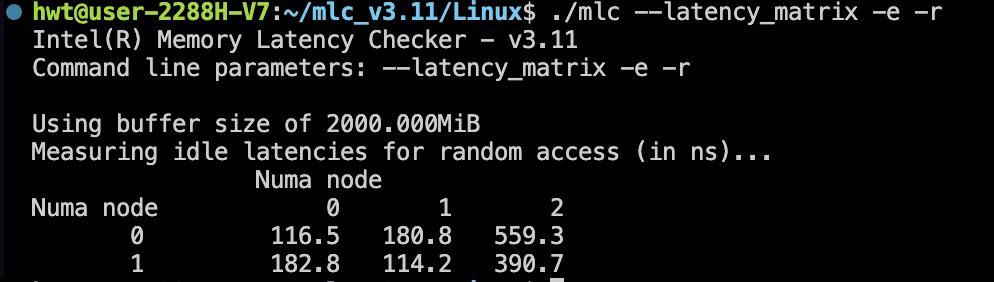 hwt@user-2288H-V7:~/mlc_v3.11/Linux$ ./mlc --latency_matrix -e -r
Intel(R) Memory Latency Checker - v3.11
Command line parameters: --latency_matrix -e -r
Using buffer size of 2000.000MiB
Measuring idle latencies for random access (in ns)...
Numa node
Numa node 0 1 2
0 116.5 180.8 559.3
1 182.8 114.2 390.7